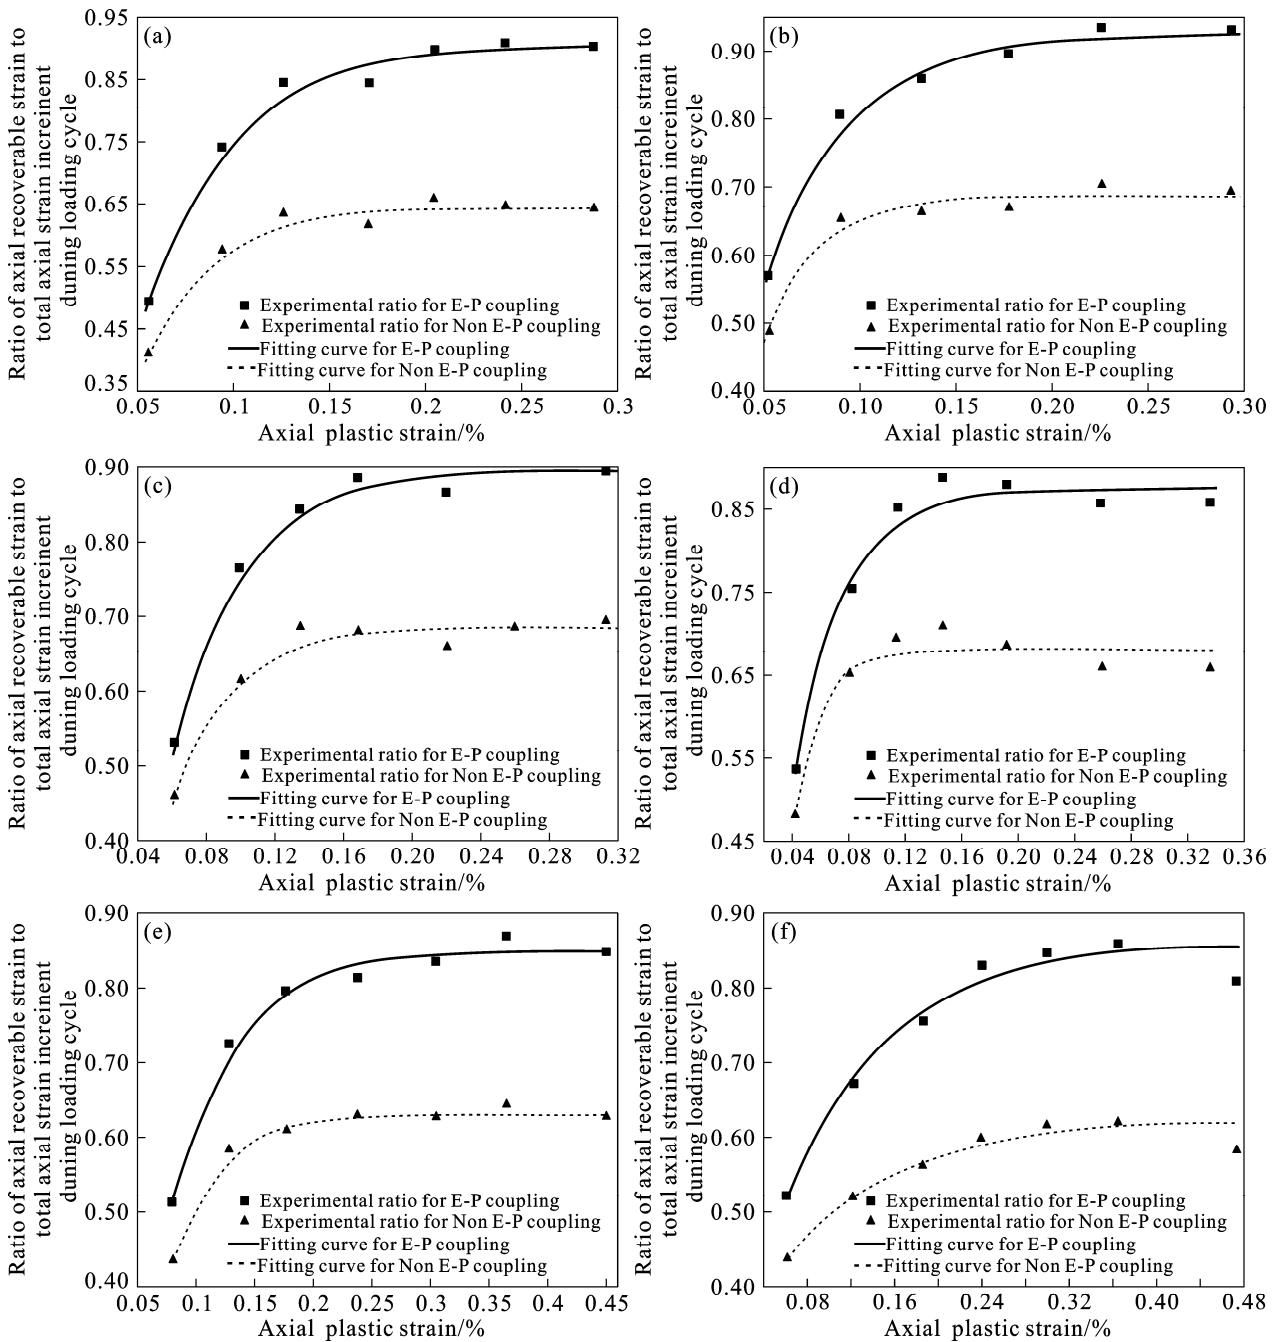 Ratio of axial recoverable strain to
total axial strain increinent
duning loading cycle
(a)
0.95
0.85
0.75
0.65
0.55
0.45
0.35
Experimental ratio for E-P coupling
Experimental ratio for Non E-P coupling
Fitting curve for E-P coupling
Fitting curve for Non E-P coupling
0.05 0.1 0.15 0.2 0.25 0.3
Axial plastic strain/%
Ratio of axial recoverable strain to
total axial strain increinent
duning loading cycle
(b)
0.90
0.80
0.70
0.60
0.50
0.40
Experimental ratio for E-P coupling
Experimental ratio for Non E-P coupling
Fitting curve for E-P coupling
Fitting curve for Non E-P coupling
0.05 0.10 0.15 0.20 0.25 0.30
Axial plastic strain/%
Ratio of axial recoverable strain to
total axial strain increinent
duning loading cycle
(c)
0.90
0.80
0.70
0.60
0.50
0.40
Experimental ratio for E-P coupling
Experimental ratio for Non E-P coupling
Fitting curve for E-P coupling
Fitting curve for Non E-P coupling
0.04 0.08 0.12 0.16 0.20 0.24 0.28 0.32
Axial plastic strain/%
Ratio of axial recoverable strain to
total axial strain increinent
duning loading cycle
(d)
0.85
0.75
0.65
0.55
0.45
Experimental ratio for E-P coupling
Experimental ratio for Non E-P coupling
Fitting curve for E-P coupling
Fitting curve for Non E-P coupling
0.04 0.08 0.12 0.16 0.20 0.24 0.28 0.32 0.36
Axial plastic strain/%
Ratio of axial recoverable strain to
total axial strain increinent
duning loading cycle
(e)
0.90
0.80
0.70
0.60
0.50
0.40
Experimental ratio for E-P coupling
Experimental ratio for Non E-P coupling
Fitting curve for E-P coupling
Fitting curve for Non E-P coupling
0.05 0.1 0.15 0.2 0.25 0.3 0.35 0.4 0.45
Axial plastic strain/%
Ratio of axial recoverable strain to
total axial strain increinent
duning loading cycle
(f)
0.90
0.80
0.70
0.60
0.50
0.40
Experimental ratio for E-P coupling
Experimental ratio for Non E-P coupling
Fitting curve for E-P coupling
Fitting curve for Non E-P coupling
0.08 0.16 0.24 0.32 0.40 0.48
Axial plastic strain/%